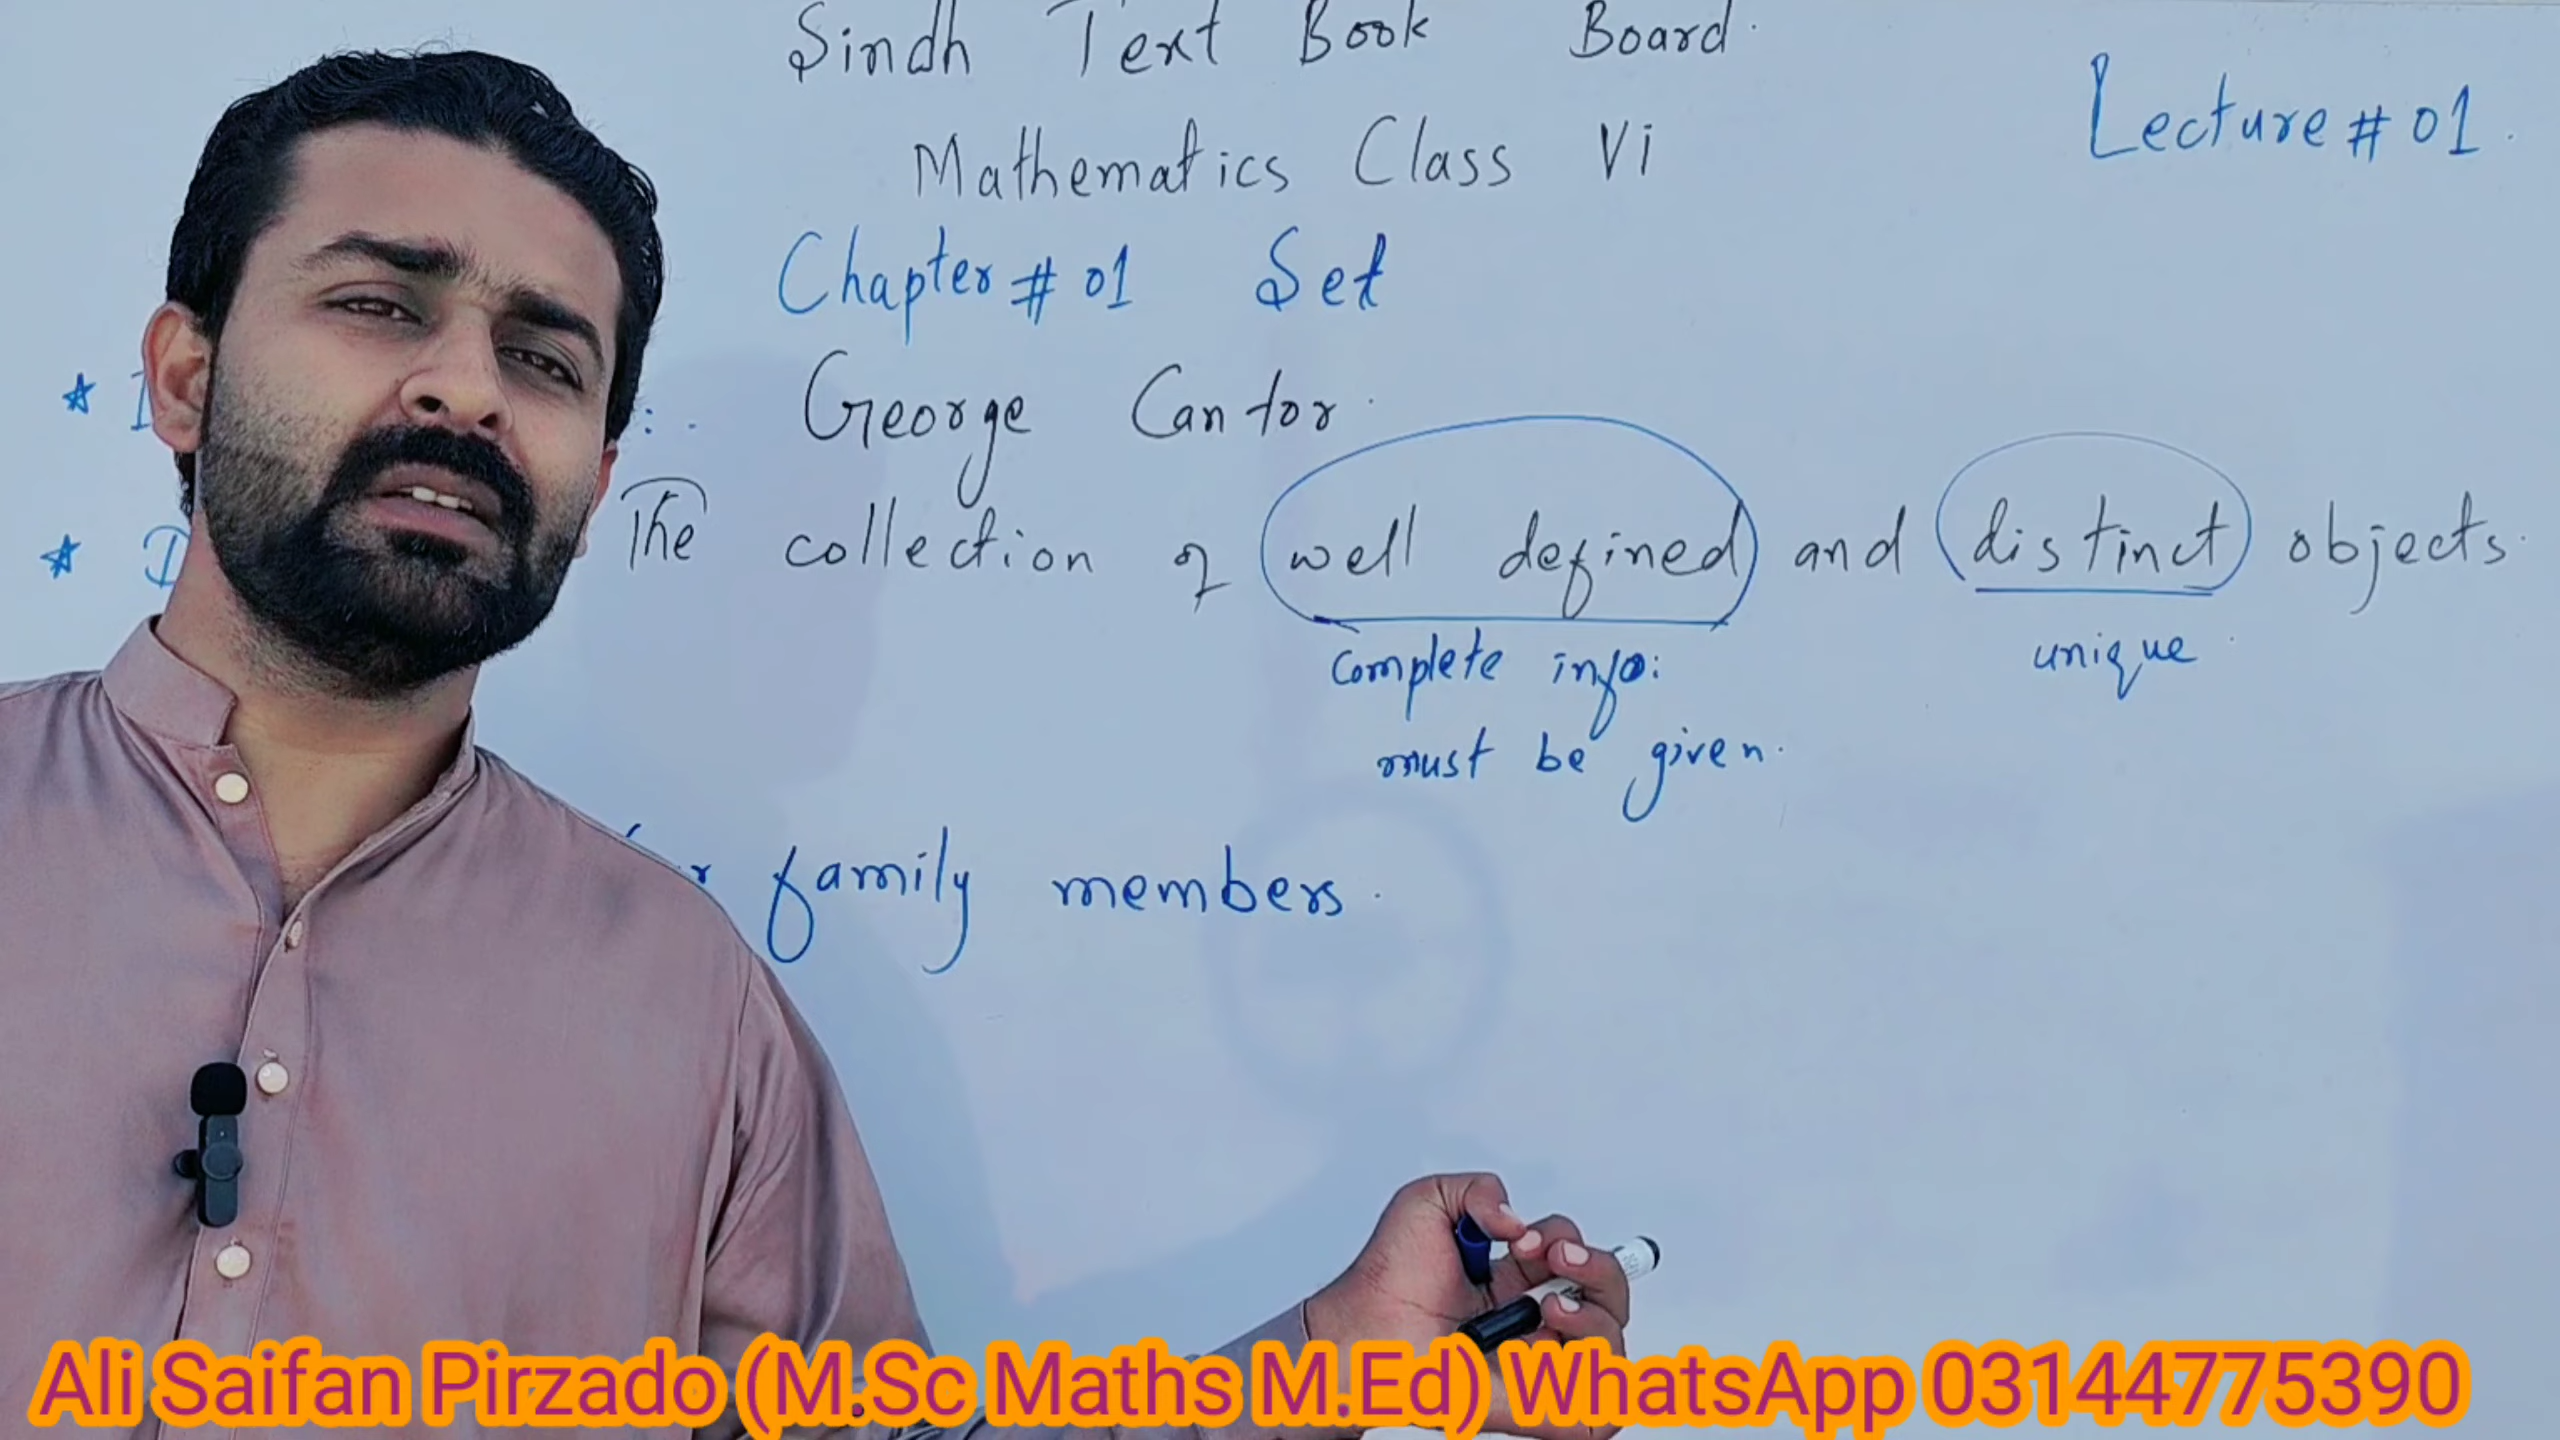 Sindh Text Book Board.
Mathematics Class Vi
Lecture # 01.
Chapter # 01 Set
George Cantor.
The collection of well defined and distinct objects.
complete info: unique
must be given.
family members.
Ali Saifan Pirzado (M.Sc Maths M.Ed) WhatsApp 03144775390